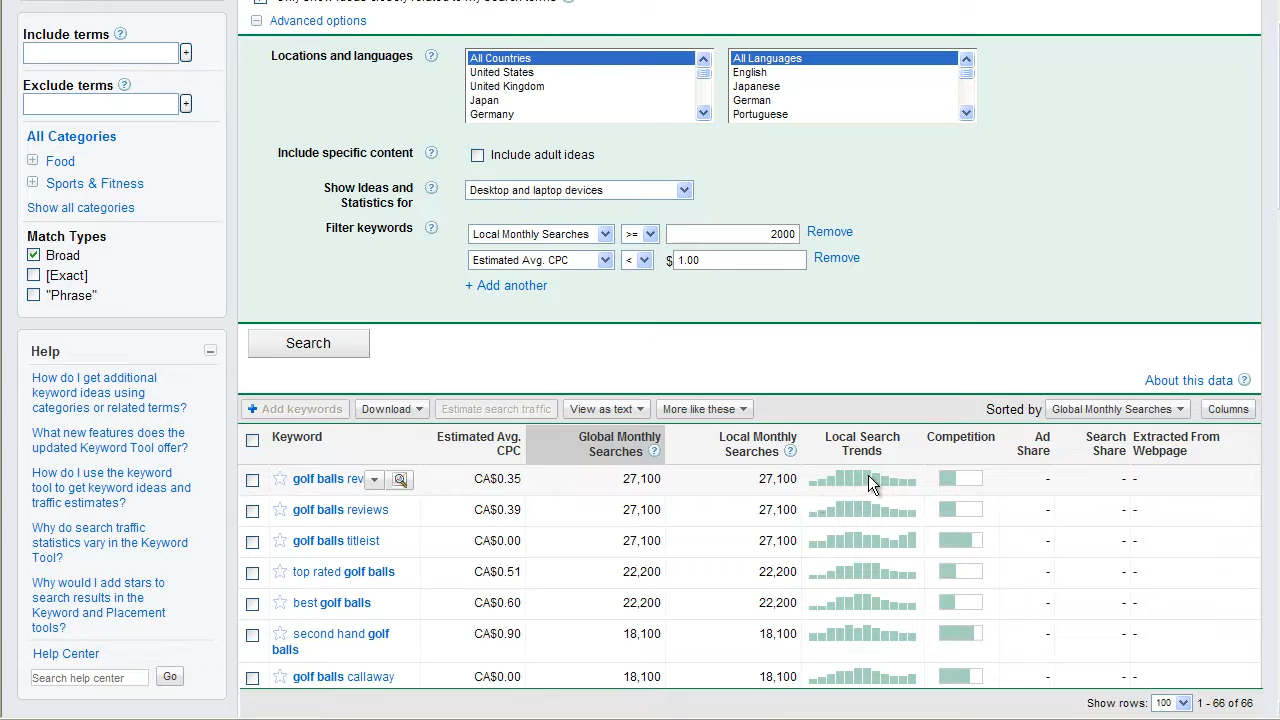 Advanced options
Include terms
Exclude terms
All Categories
Food
Sports & Fitness
Show all categories
Match Types
Broad
[Exact]
"Phrase"
Help
How do I get additional
keyword ideas using
categories or related terms?
What new features does the
updated Keyword Tool offer?
How do I use the keyword
tool to get keyword ideas and
traffic estimates?
Why do search traffic
statistics vary in the Keyword
Tool?
Why would I add stars to
search results in the
Keyword and Placement
tools?
Help Center
Search help center Go
Locations and languages
All Countries
United States
United Kingdom
Japan
Germany
All Languages
English
Japanese
German
Portuguese
Include specific content Include adult ideas
Show Ideas and
Statistics for
Desktop and laptop devices
Filter keywords
Local Monthly Searches >= 2000 Remove
Estimated Avg. CPC < $ 1.00 Remove
+ Add another
Search
About this data
Add keywords Download Estimate search traffic View as text More like these Sorted by Global Monthly Searches Columns
Keyword Estimated Avg. CPC Global Monthly Searches Local Monthly Searches Local Search Trends Competition Ad Share Search Share Extracted From Webpage
golf balls rev CA$0.35 27,100 27,100 - - -
golf balls reviews CA$0.39 27,100 27,100 - - -
golf balls titleist CA$0.00 27,100 27,100 - - -
top rated golf balls CA$0.51 22,200 22,200 - - -
best golf balls CA$0.60 22,200 22,200 - - -
second hand golf CA$0.90 18,100 18,100 - - -
balls
golf balls callaway CA$0.00 18,100 18,100 - - -
Show rows: 100 1 - 66 of 66